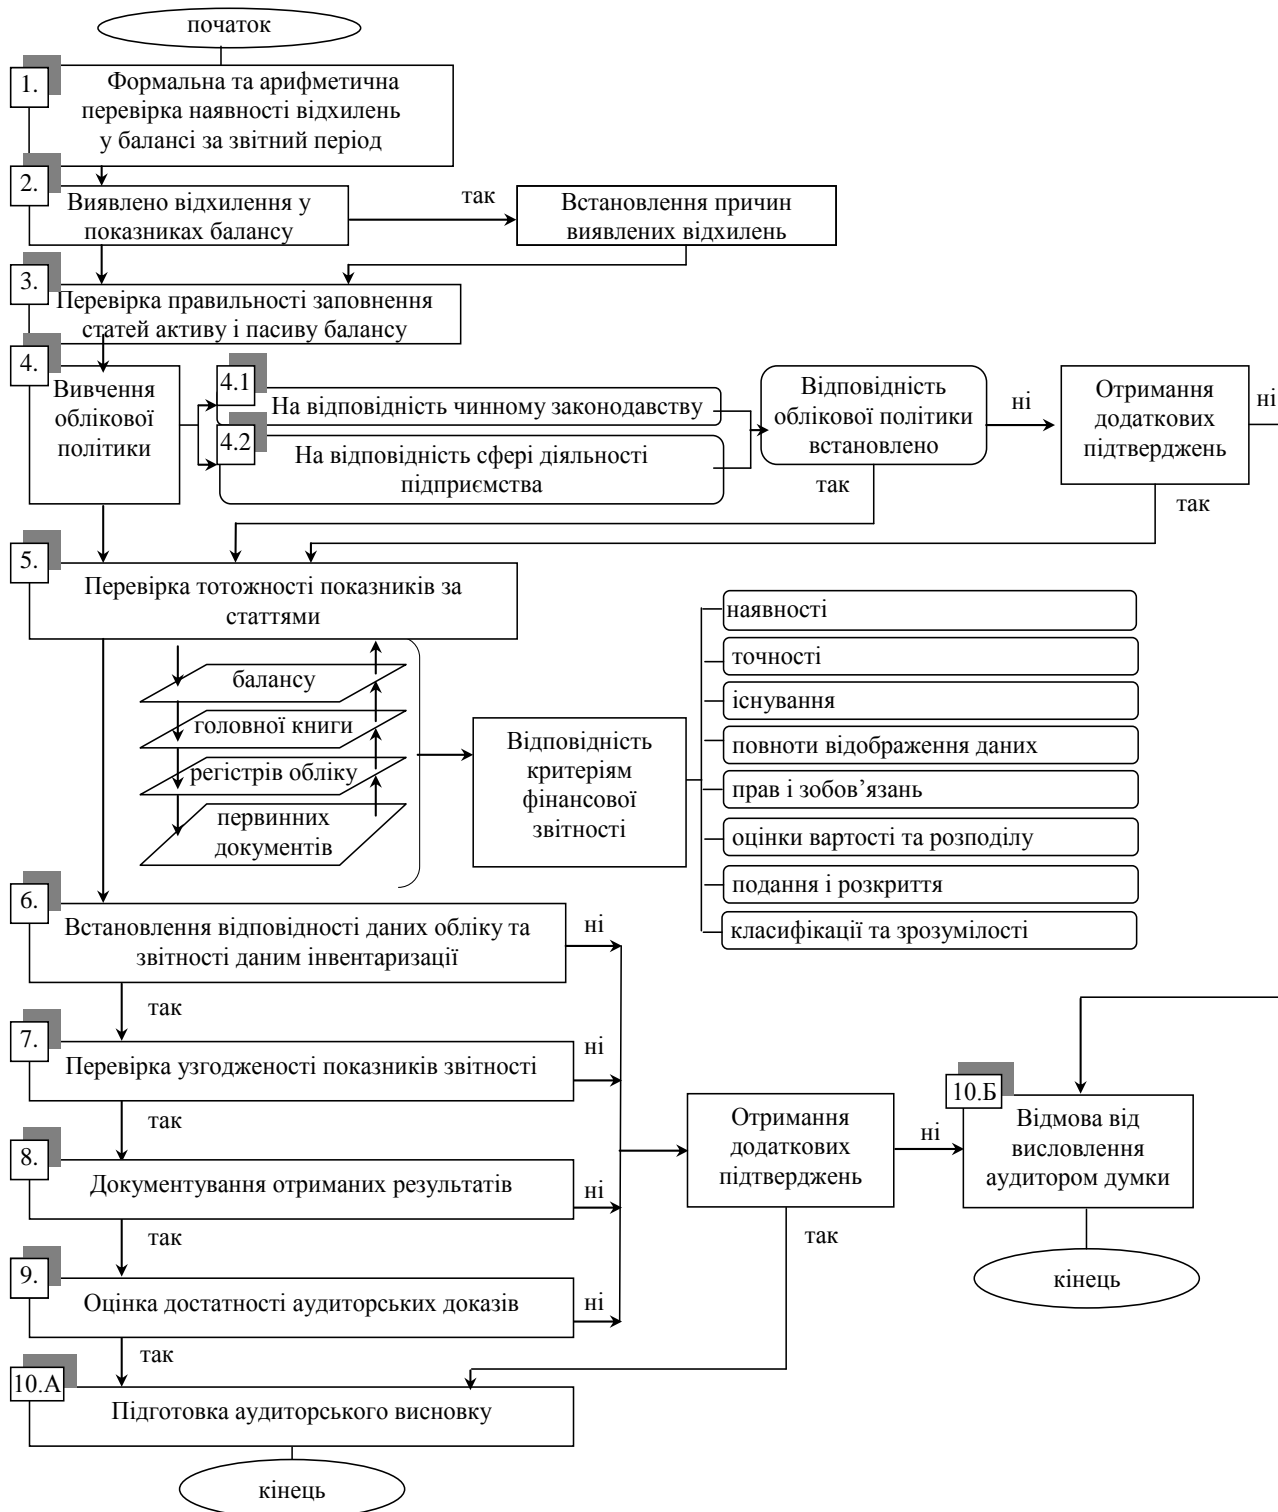 початок
1.
Формальна та арифметична
перевірка наявності відхилень
у балансі за звітний період
2.
Виявлено відхилення у
показниках балансу
так
Встановлення причин
виявлених відхилень
3.
Перевірка правильності заповнення
статей активу і пасиву балансу
4.
Вивчення
облікової
політики
4.1
На відповідність чинному законодавству
4.2
На відповідність сфері діяльності
підприємства
Відповідність
облікової політики
встановлено
ні
так
Отримання
додаткових
підтверджень
ні
так
5.
Перевірка тотожності показників за
статтями
балансу
головної книги
регістрів обліку
первинних
документів
Відповідність
критеріям
фінансової
звітності
наявності
точності
існування
повноти відображення даних
прав і зобов’язань
оцінки вартості та розподілу
подання і розкриття
класифікації та зрозумілості
6.
Встановлення відповідності даних обліку та
звітності даним інвентаризації
ні
так
7.
Перевірка узгодженості показників звітності
ні
так
8.
Документування отриманих результатів
ні
так
9.
Оцінка достатності аудиторських доказів
ні
так
Отримання
додаткових
підтверджень
ні
так
10.Б
Відмова від
висловлення
аудитором думки
кінець
10.А
Підготовка аудиторського висновку
кінець